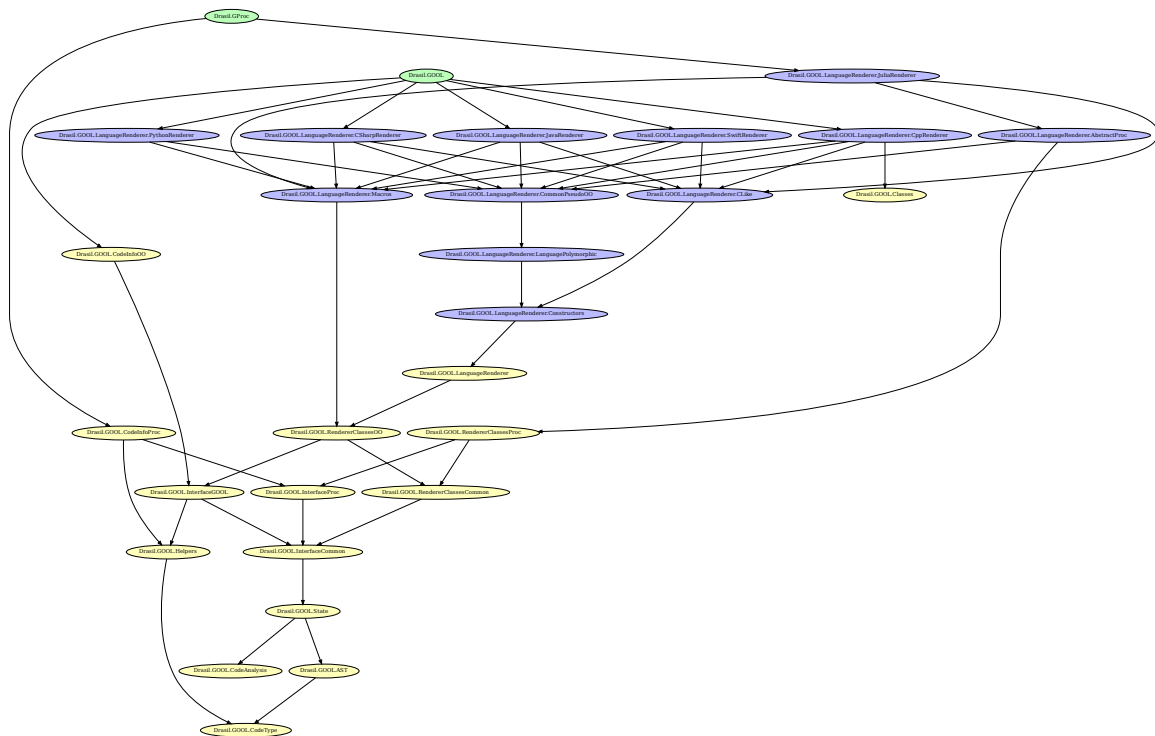 Drasil.GProc
Drasil.GOOL
Drasil.GOOL.LanguageRenderer.JuliaRenderer
Drasil.GOOL.LanguageRenderer.PythonRenderer
Drasil.GOOL.LanguageRenderer.CSharpRenderer
Drasil.GOOL.LanguageRenderer.JavaRenderer
Drasil.GOOL.LanguageRenderer.SwiftRenderer
Drasil.GOOL.LanguageRenderer.CppRenderer
Drasil.GOOL.LanguageRenderer.AbstractProc
Drasil.GOOL.LanguageRenderer.Macros
Drasil.GOOL.LanguageRenderer.CommonPseudoOO
Drasil.GOOL.LanguageRenderer.CLike
Drasil.GOOL.Classes
Drasil.GOOL.CodeInfoOO
Drasil.GOOL.LanguageRenderer.LanguagePolymorphic
Drasil.GOOL.LanguageRenderer.Constructors
Drasil.GOOL.LanguageRenderer
Drasil.GOOL.CodeInfoProc
Drasil.GOOL.RendererClassesOO
Drasil.GOOL.RendererClassesProc
Drasil.GOOL.InterfaceGOOL
Drasil.GOOL.InterfaceProc
Drasil.GOOL.RendererClassesCommon
Drasil.GOOL.Helpers
Drasil.GOOL.InterfaceCommon
Drasil.GOOL.State
Drasil.GOOL.CodeAnalysis
Drasil.GOOL.AST
Drasil.GOOL.CodeType